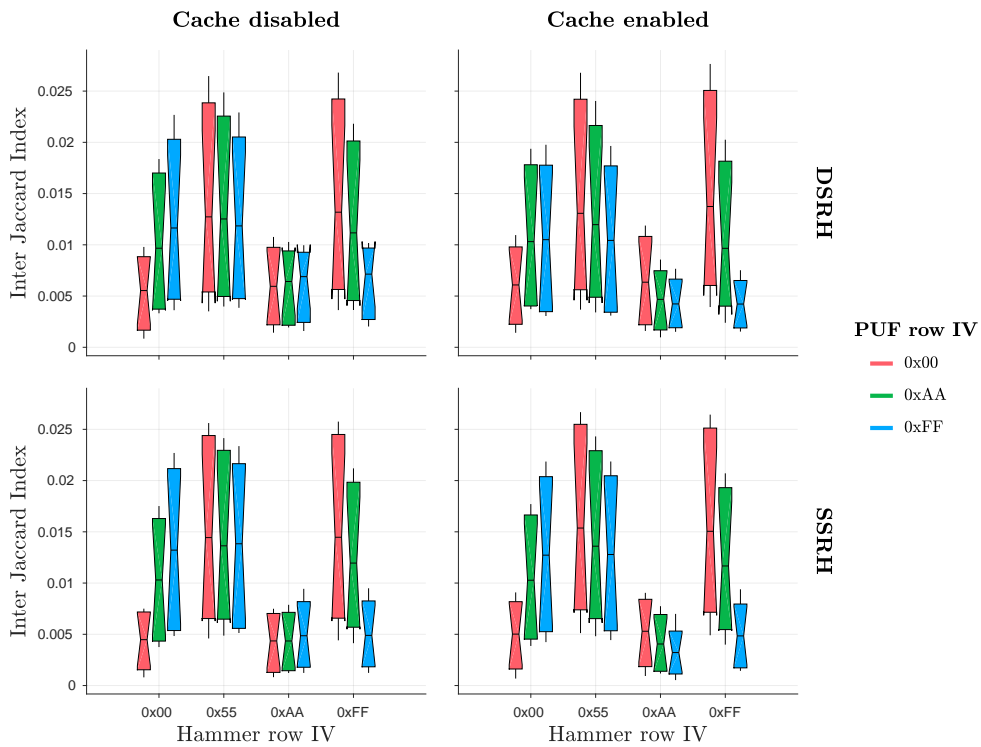 Cache disabled
Cache enabled
Inter Jaccard Index
0.025
0.02
0.015
0.01
0.005
0
DSRH
PUF row IV
0x00
0xAA
0xFF
Inter Jaccard Index
0.025
0.02
0.015
0.01
0.005
0
SSRH
0x00 0x55 0xAA 0xFF
0x00 0x55 0xAA 0xFF
Hammer row IV
Hammer row IV